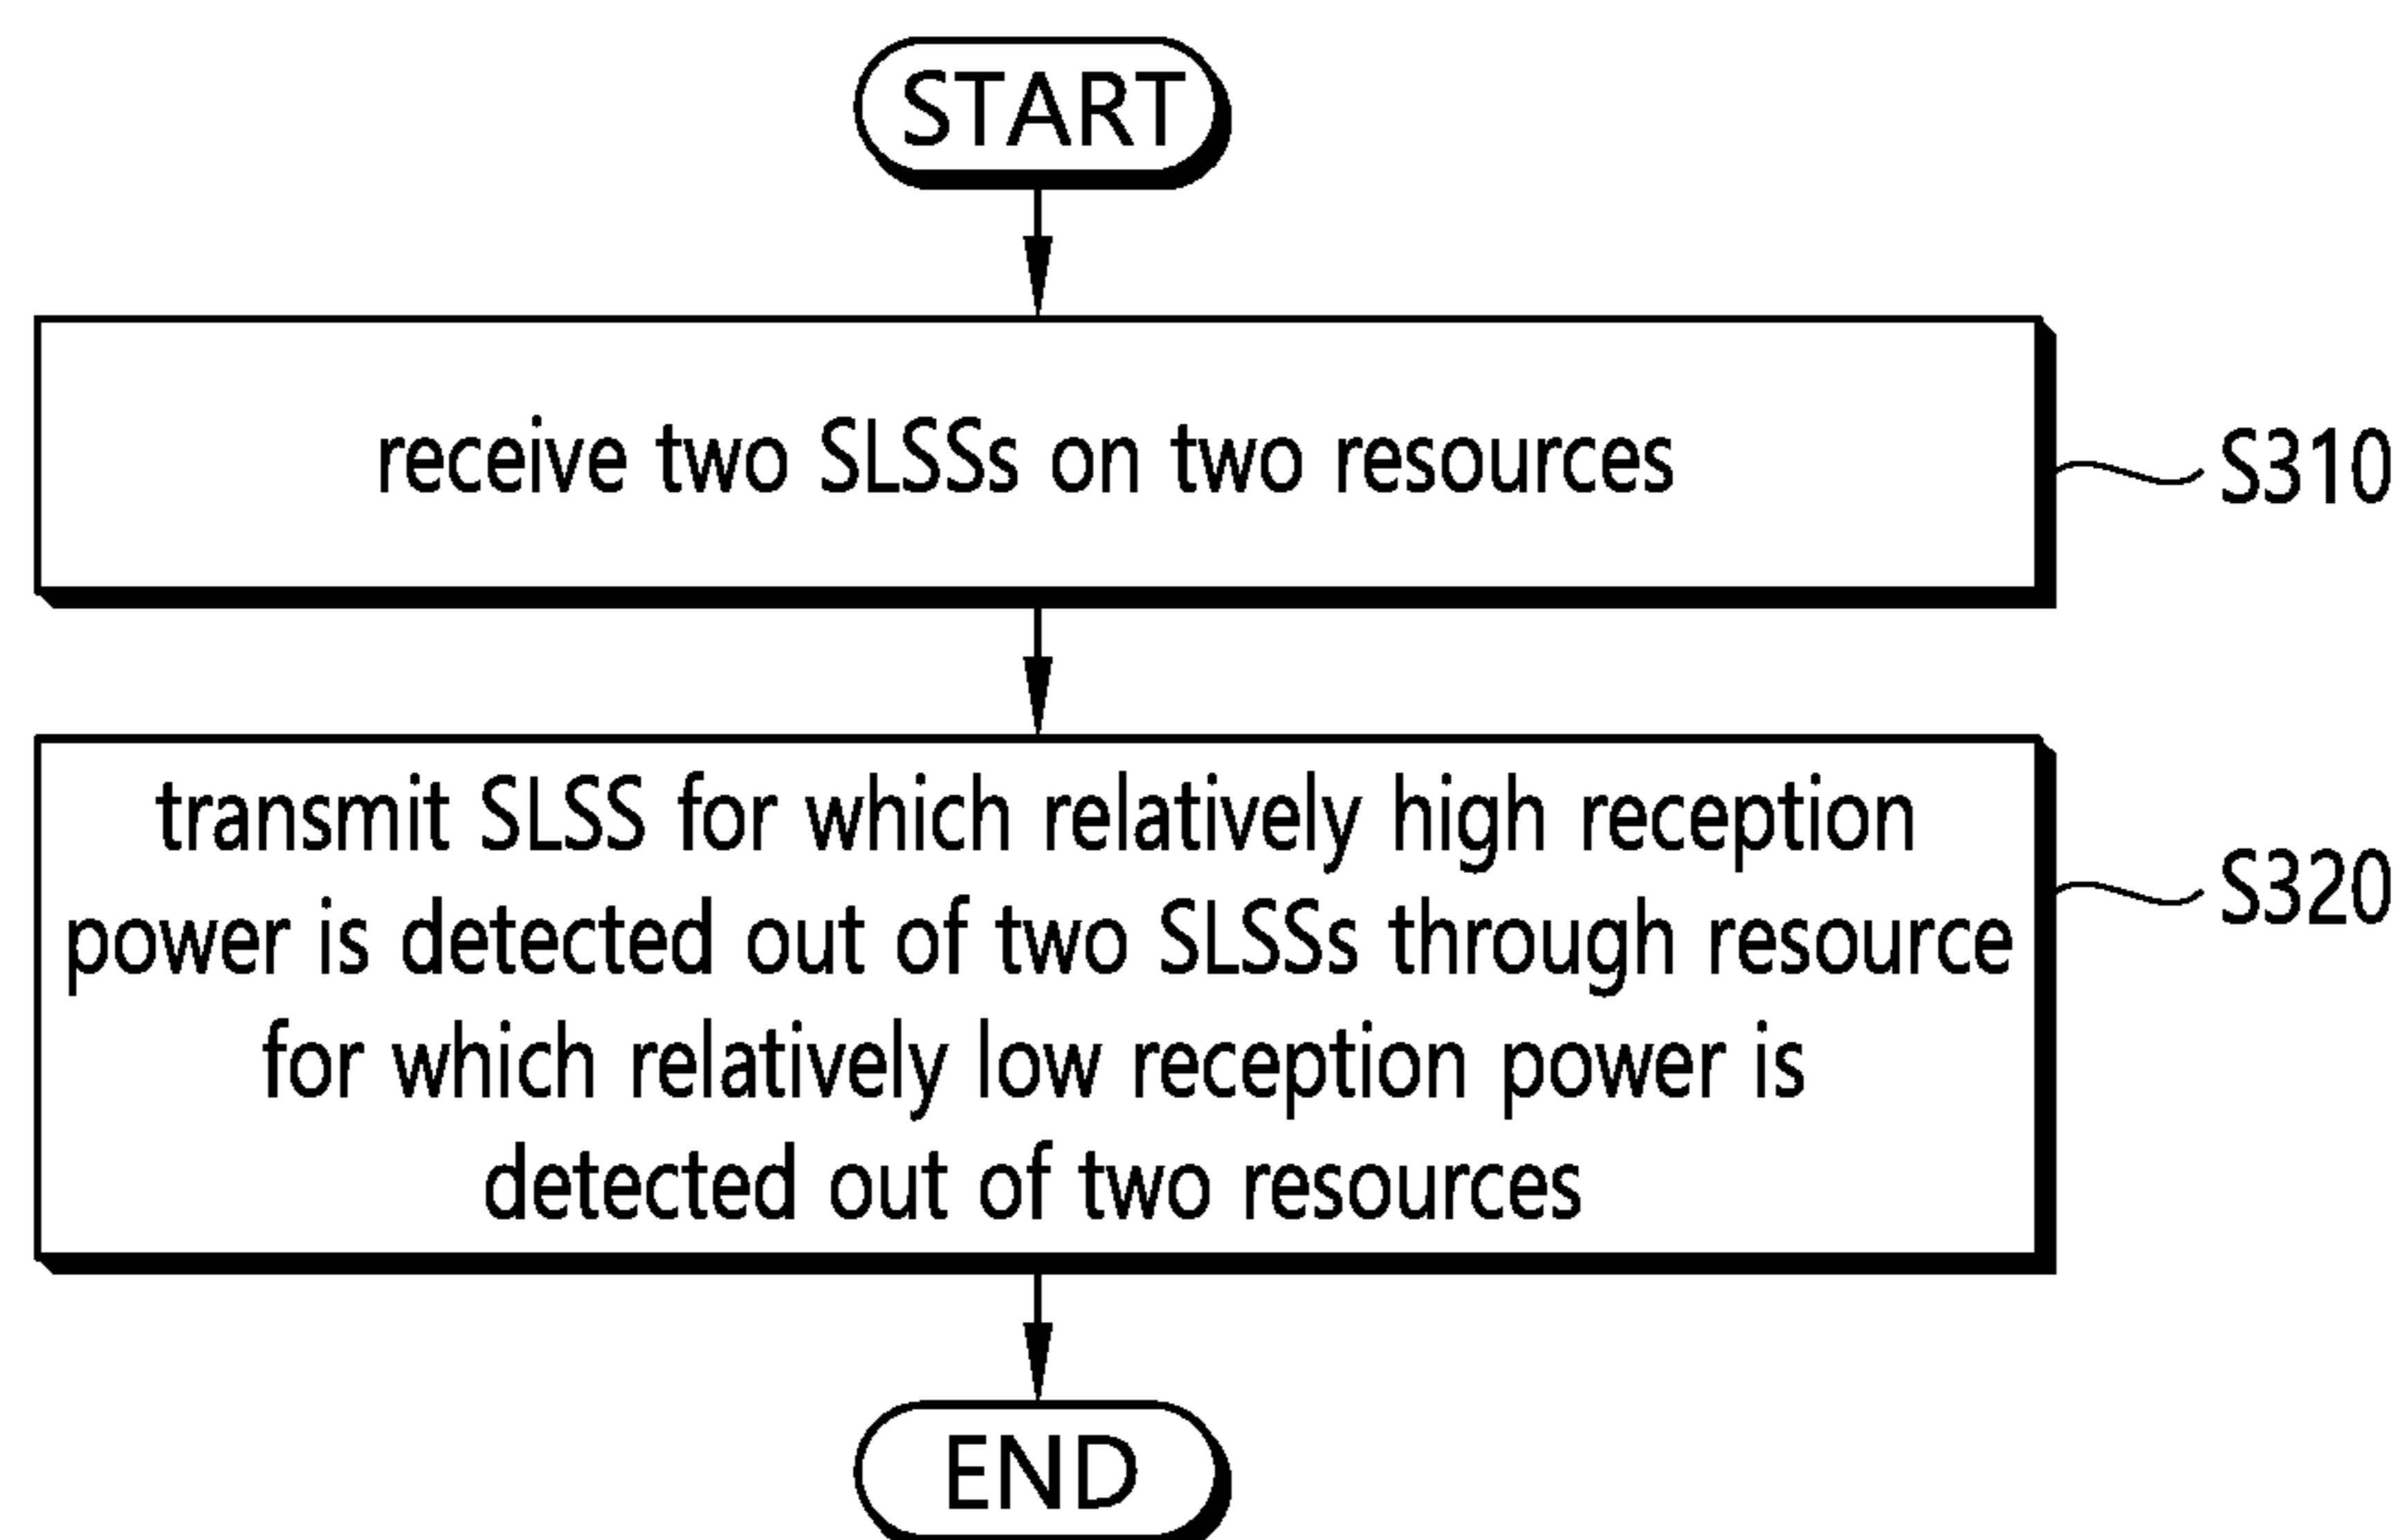 START
receive two SLSSs on two resources
S310
transmit SLSS for which relatively high reception
power is detected out of two SLSSs through resource
for which relatively low reception power is
detected out of two resources
S320
END